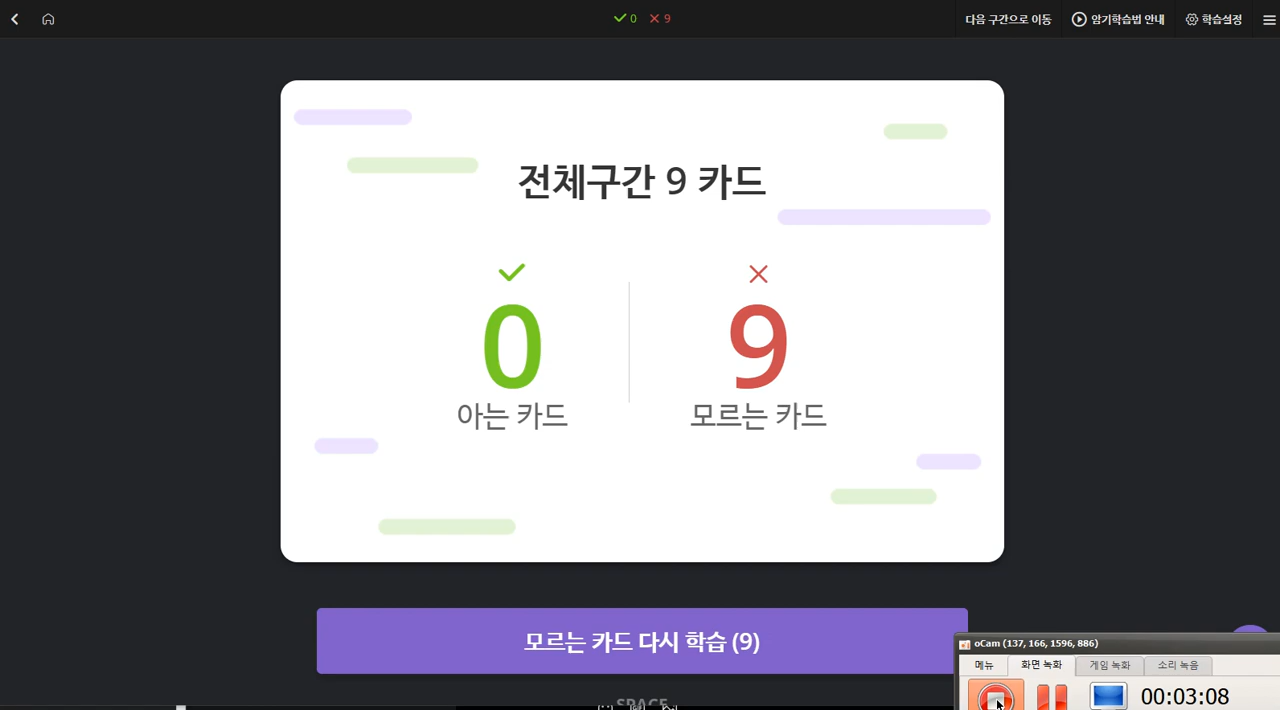 0 9 다음 구간으로 이동 암기학습법 안내 학습설정
전체구간 9 카드
0 9
아는 카드 모르는 카드
모르는 카드 다시 학습 (9)
SPACE
oCam (137, 166, 1596, 886)
메뉴 화면 녹화 게임 녹화 소리 녹음
00:03:08